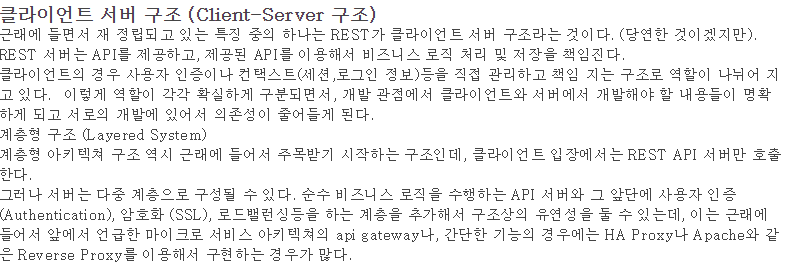 클라이언트 서버 구조 (Client-Server 구조)
근래에 들면서 재 정립되고 있는 특징 중의 하나는 REST가 클라이언트 서버 구조라는 것이다. (당연한 것이겠지만).
REST 서버는 API를 제공하고, 제공된 API를 이용해서 비즈니스 로직 처리 및 저장을 책임진다.
클라이언트의 경우 사용자 인증이나 컨택스트(세션,로그인 정보)등을 직접 관리하고 책임 지는 구조로 역할이 나뉘어 지
고 있다.  이렇게 역할이 각각 확실하게 구분되면서, 개발 관점에서 클라이언트와 서버에서 개발해야 할 내용들이 명확
하게 되고 서로의 개발에 있어서 의존성이 줄어들게 된다.
계층형 구조 (Layered System)
계층형 아키텍쳐 구조 역시 근래에 들어서 주목받기 시작하는 구조인데, 클라이언트 입장에서는 REST API 서버만 호출
한다.
그러나 서버는 다중 계층으로 구성될 수 있다. 순수 비즈니스 로직을 수행하는 API 서버와 그 앞단에 사용자 인증
(Authentication), 암호화 (SSL), 로드밸런싱등을 하는 계층을 추가해서 구조상의 유연성을 둘 수 있는데, 이는 근래에
들어서 앞에서 언급한 마이크로 서비스 아키텍쳐의 api gateway나, 간단한 기능의 경우에는 HA Proxy나 Apache와 같
은 Reverse Proxy를 이용해서 구현하는 경우가 많다.